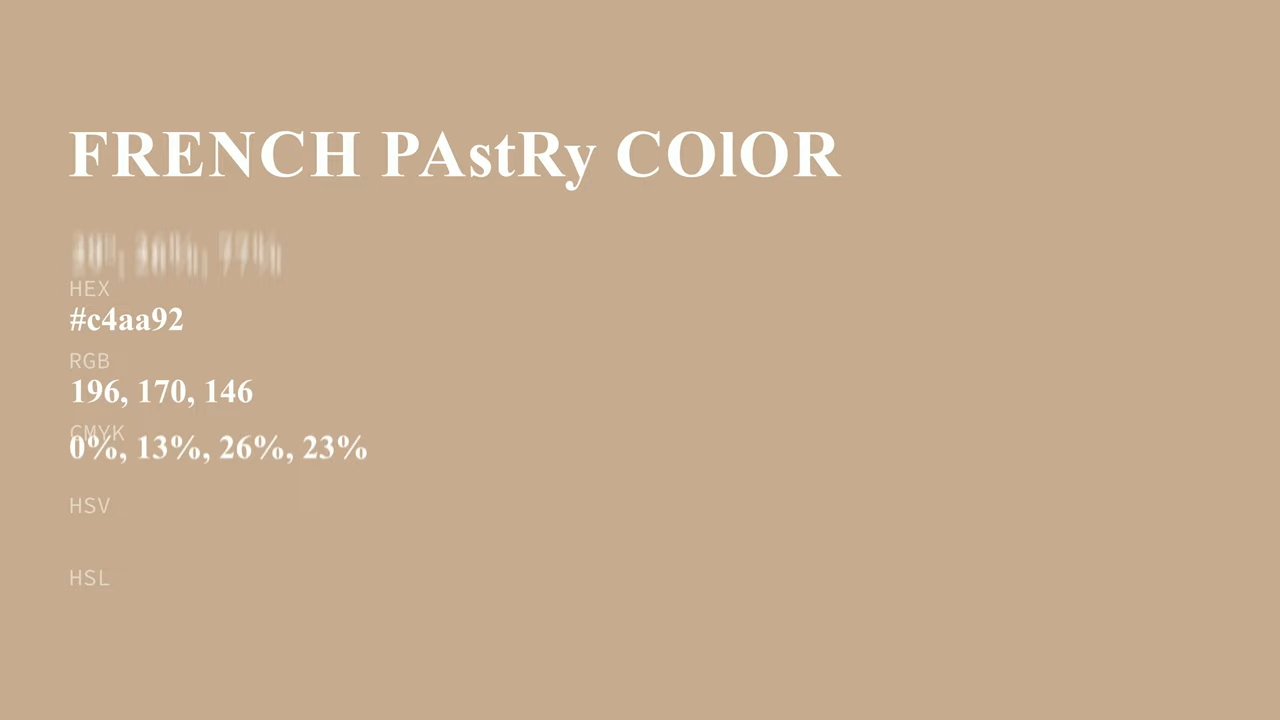 FRENCH PAstRy COlOR
HEX
#c4aa92
RGB
196, 170, 146
CMYK
0%, 13%, 26%, 23%
HSV
HSL